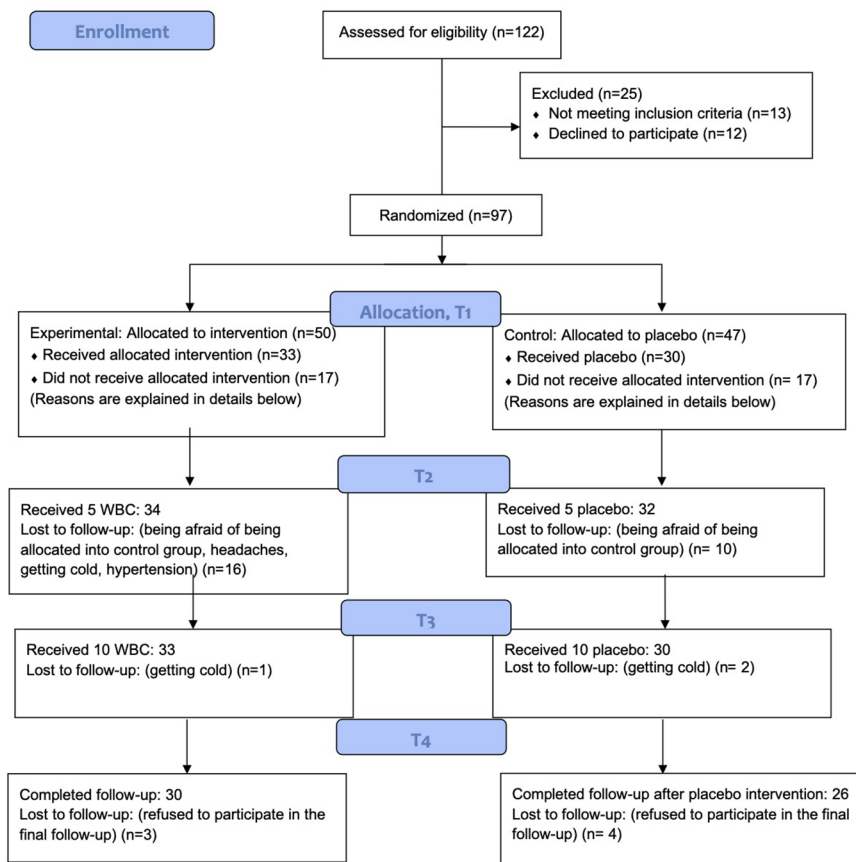 Enrollment
Assessed for eligibility (n=122)
Excluded (n=25)
♦ Not meeting inclusion criteria (n=13)
♦ Declined to participate (n=12)
Randomized (n=97)
Allocation, T1
Experimental: Allocated to intervention (n=50)
♦ Received allocated intervention (n=33)
♦ Did not receive allocated intervention (n=17)
(Reasons are explained in details below)
Control: Allocated to placebo (n=47)
♦ Received placebo (n=30)
♦ Did not receive allocated intervention (n= 17)
(Reasons are explained in details below)
T2
Received 5 WBC: 34
Lost to follow-up: (being afraid of being
allocated into control group, headaches,
getting cold, hypertension) (n=16)
Received 5 placebo: 32
Lost to follow-up: (being afraid of being
allocated into control group) (n= 10)
T3
Received 10 WBC: 33
Lost to follow-up: (getting cold) (n=1)
Received 10 placebo: 30
Lost to follow-up: (getting cold) (n= 2)
T4
Completed follow-up: 30
Lost to follow-up: (refused to participate in the
final follow-up) (n=3)
Completed follow-up after placebo intervention: 26
Lost to follow-up: (refused to participate in the final
follow-up) (n= 4)